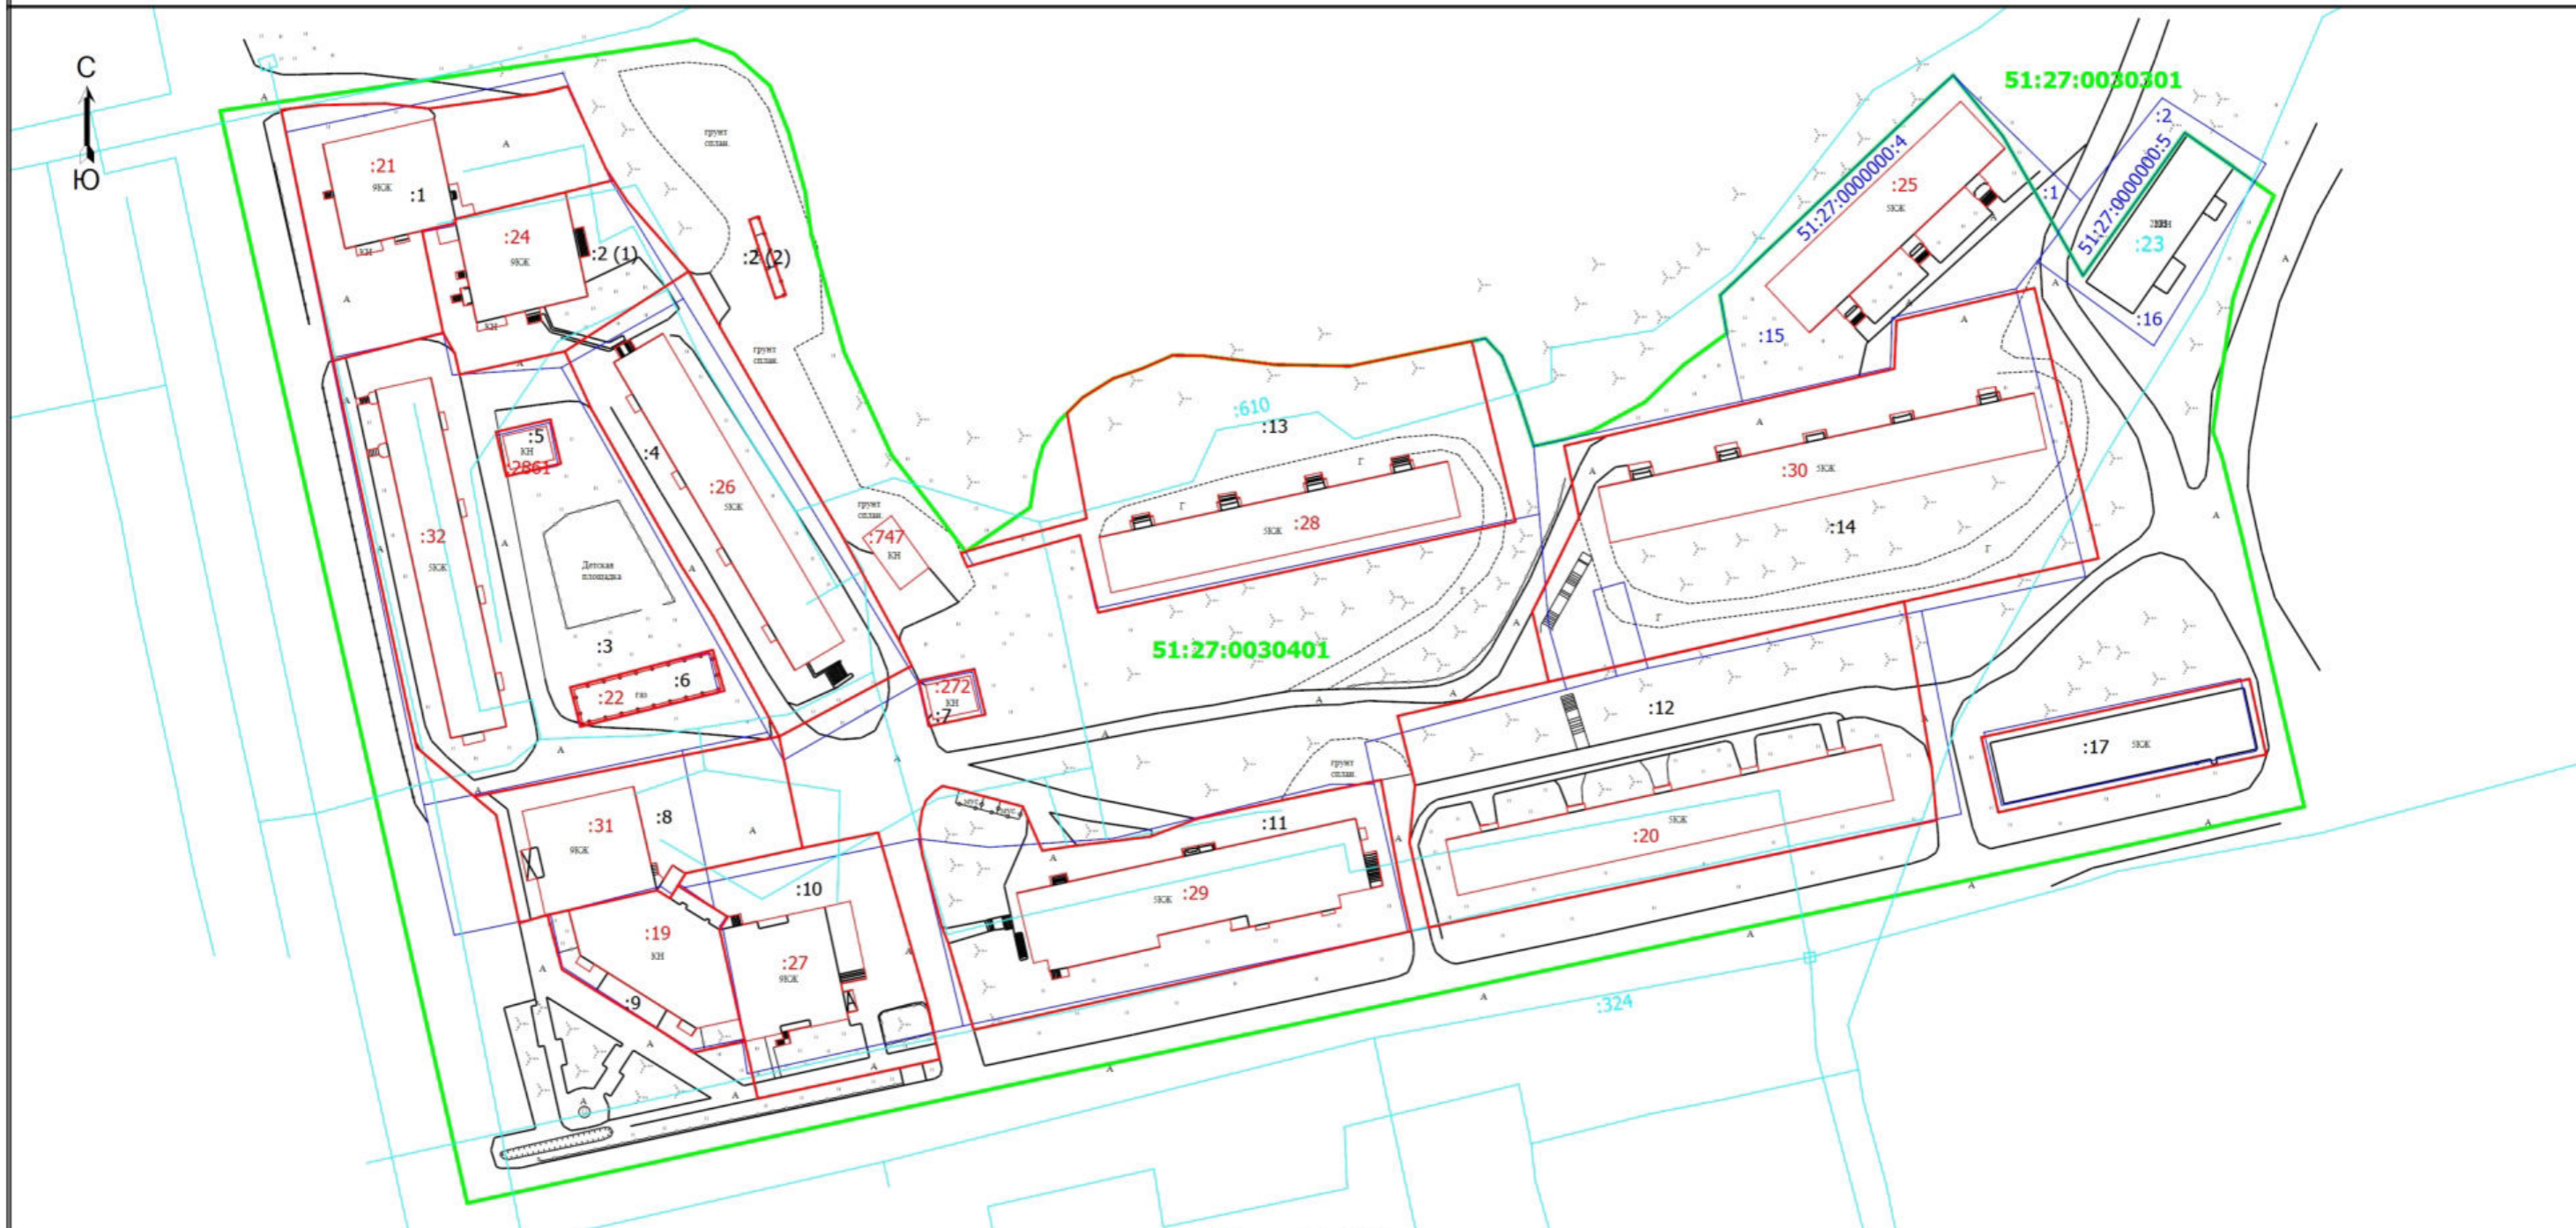 С
Ю
51:27:0030301
:2
51:27:0000000:4
51:27:0000000:5
:25
5КЖ
:1
:23
:16
:15
А
грунт
сплан.
А
:21
9КЖ
:1
КН
:24
9КЖ
:2 (1)
:2 (2)
КН
А
А
грунт
сплан.
А
А
А
А
А
:610
:13
Г
Г
:5
КН
:2861
:4
:26
5КЖ
:32
5КЖ
А
А
А
А
Детская
площадка
:3
:22
газ
:6
грунт
сплан.
:747
КН
:28
5КЖ
Г
:30
5КЖ
:14
Г
Г
А
А
А
51:27:0030401
:272
КН
:7
А
А
А
А
:12
А
:17
5КЖ
грунт
сплан.
А
А
:31
9КЖ
:8
А
МУС.
МУС.
:11
А
:29
5КЖ
А
5КЖ
:20
А
:10
:19
КН
:27
9КЖ
А
А
:9
А
А
А
А
А
А
А
А
А
:324